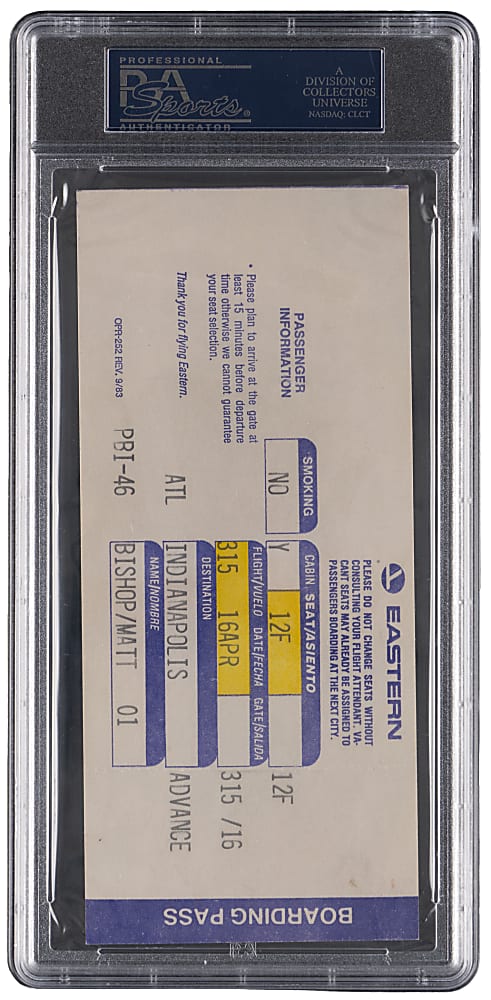 PROFESSIONAL
PSA
Sports®
AUTHENTICATOR
A
DIVISION OF
COLLECTORS
UNIVERSE
NASDAQ: CLCT
EASTERN
PLEASE DO NOT CHANGE SEATS WITHOUT
CONSULTING YOUR FLIGHT ATTENDANT. VA-
CANT SEATS MAY ALREADY BE ASSIGNED TO
PASSENGERS BOARDING AT THE NEXT CITY.
PASSENGER
INFORMATION
SMOKING
NO
CABIN SEAT/ASIENTO
Y 12F 12F
• Please plan to arrive at the gate at
least 15 minutes before departure
time otherwise we cannot guarantee
your seat selection.
FLIGHT/VUELO DATE/FECHA GATE/SALIDA
315 16APR 315 /16
Thank you for flying Eastern.
DESTINATION
ATL INDIANAPOLIS ADVANCE
NAME/NOMBRE
OPR-252 REV. 9/83
PBI-46 BISHOP/MATT 01
BOARDING PASS